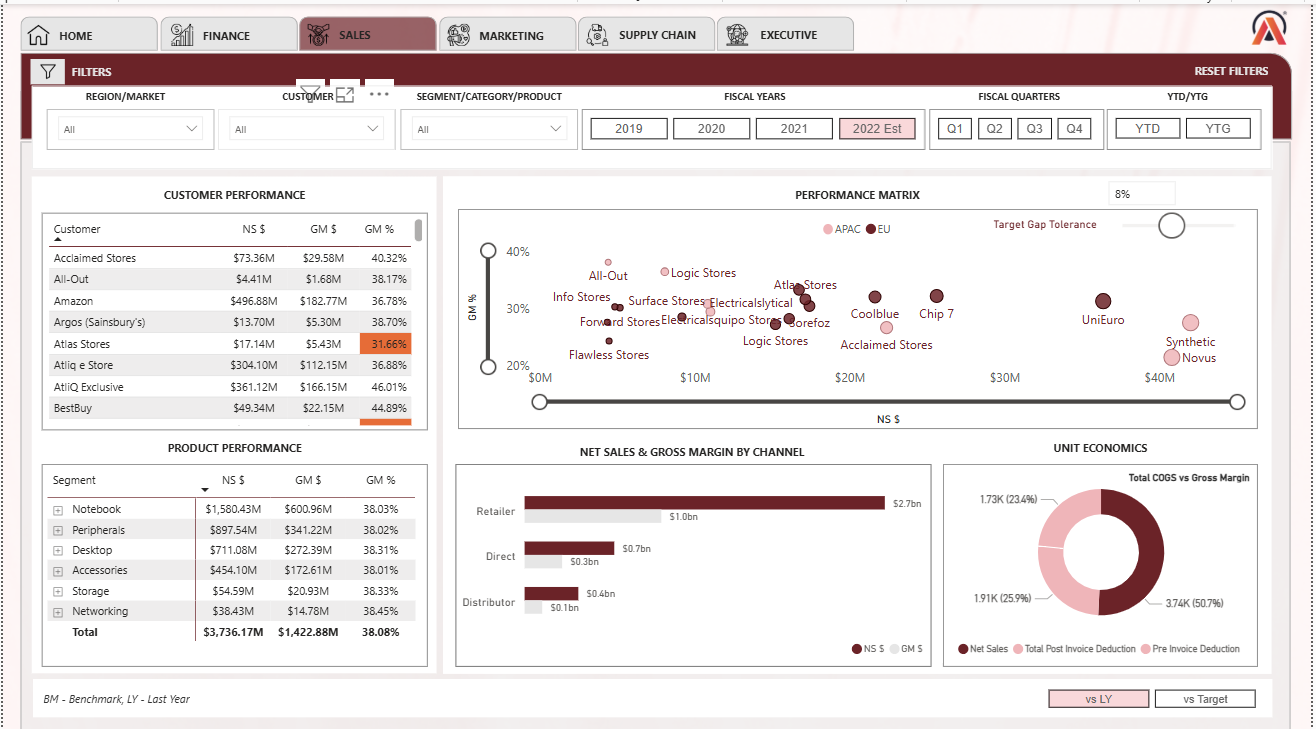 HOME FINANCE SALES MARKETING SUPPLY CHAIN EXECUTIVE
FILTERS RESET FILTERS
REGION/MARKET CUSTOMER SEGMENT/CATEGORY/PRODUCT FISCAL YEARS FISCAL QUARTERS YTD/YTG
All All All 2019 2020 2021 2022 Est Q1 Q2 Q3 Q4 YTD YTG
CUSTOMER PERFORMANCE
Customer NS $ GM $ GM %
Acclaimed Stores $73.36M $29.58M 40.32%
All-Out $4.41M $1.68M 38.17%
Amazon $496.88M $182.77M 36.78%
Argos (Sainsbury's) $13.70M $5.30M 38.70%
Atlas Stores $17.14M $5.43M 31.66%
Atliq e Store $304.10M $112.15M 36.88%
AtliQ Exclusive $361.12M $166.15M 46.01%
BestBuy $49.34M $22.15M 44.89%
PERFORMANCE MATRIX
8%
Target Gap Tolerance
APAC EU
GM %
40%
30%
20%
All-Out
Logic Stores
Info Stores
Surface Stores
Atlas Stores
Electricalslytical
Forward Stores
Electricalsquipo Stores
Sorefoz
Coolblue
Chip 7
UniEuro
Flawless Stores
Logic Stores
Acclaimed Stores
Synthetic
Novus
$0M $10M $20M $30M $40M
NS $
PRODUCT PERFORMANCE
Segment NS $ GM $ GM %
Notebook $1,580.43M $600.96M 38.03%
Peripherals $897.54M $341.22M 38.02%
Desktop $711.08M $272.39M 38.31%
Accessories $454.10M $172.61M 38.01%
Storage $54.59M $20.93M 38.33%
Networking $38.43M $14.78M 38.45%
Total $3,736.17M $1,422.88M 38.08%
NET SALES & GROSS MARGIN BY CHANNEL
Retailer $2.7bn
$1.0bn
Direct $0.7bn
$0.3bn
Distributor $0.4bn
$0.1bn
NS $ GM $
UNIT ECONOMICS
Total COGS vs Gross Margin
1.73K (23.4%)
1.91K (25.9%)
3.74K (50.7%)
Net Sales Total Post Invoice Deduction Pre Invoice Deduction
BM - Benchmark, LY - Last Year
vs LY vs Target